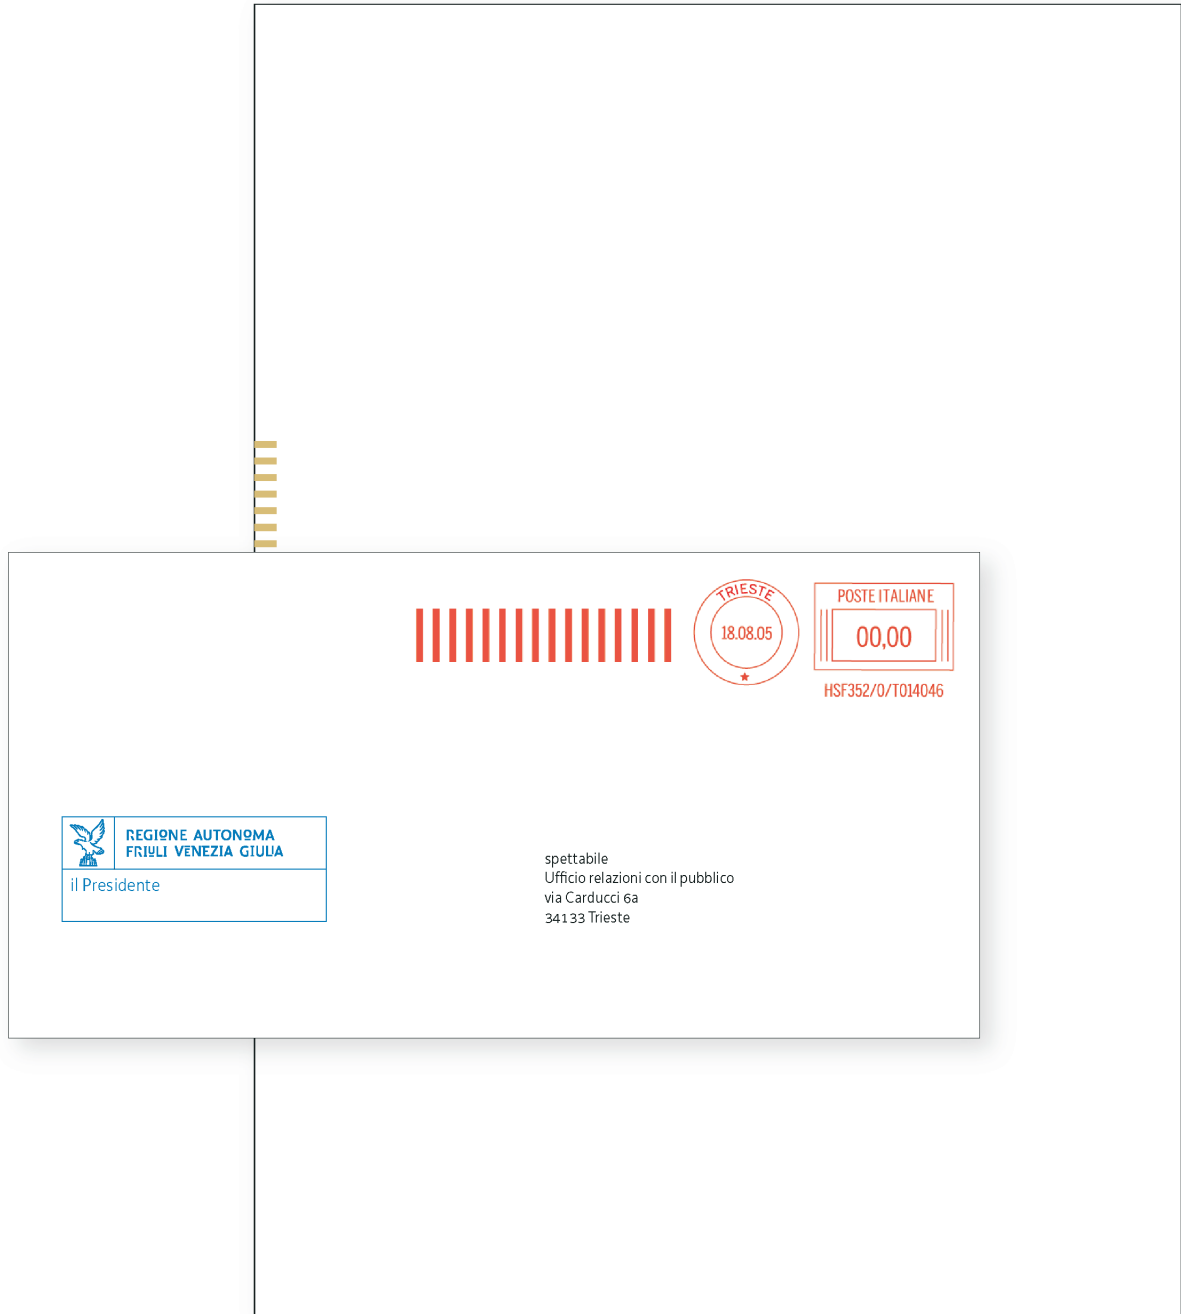 TRIESTE
18.08.05
POSTE ITALIANE
00,00
HSF352/0/T014046
REGIONE AUTONOMA
FRIULI VENEZIA GIULIA
il Presidente
spettabile
Ufficio relazioni con il pubblico
via Carducci 6a
34133 Trieste